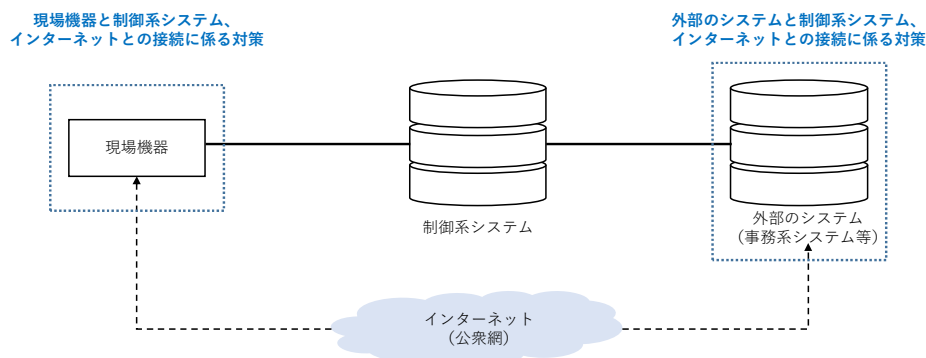 現場機器と制御系システム、
インターネットとの接続に係る対策
外部のシステムと制御系システム、
インターネットとの接続に係る対策
現場機器
制御系システム
外部のシステム
（事務系システム等）
インターネット
（公衆網）